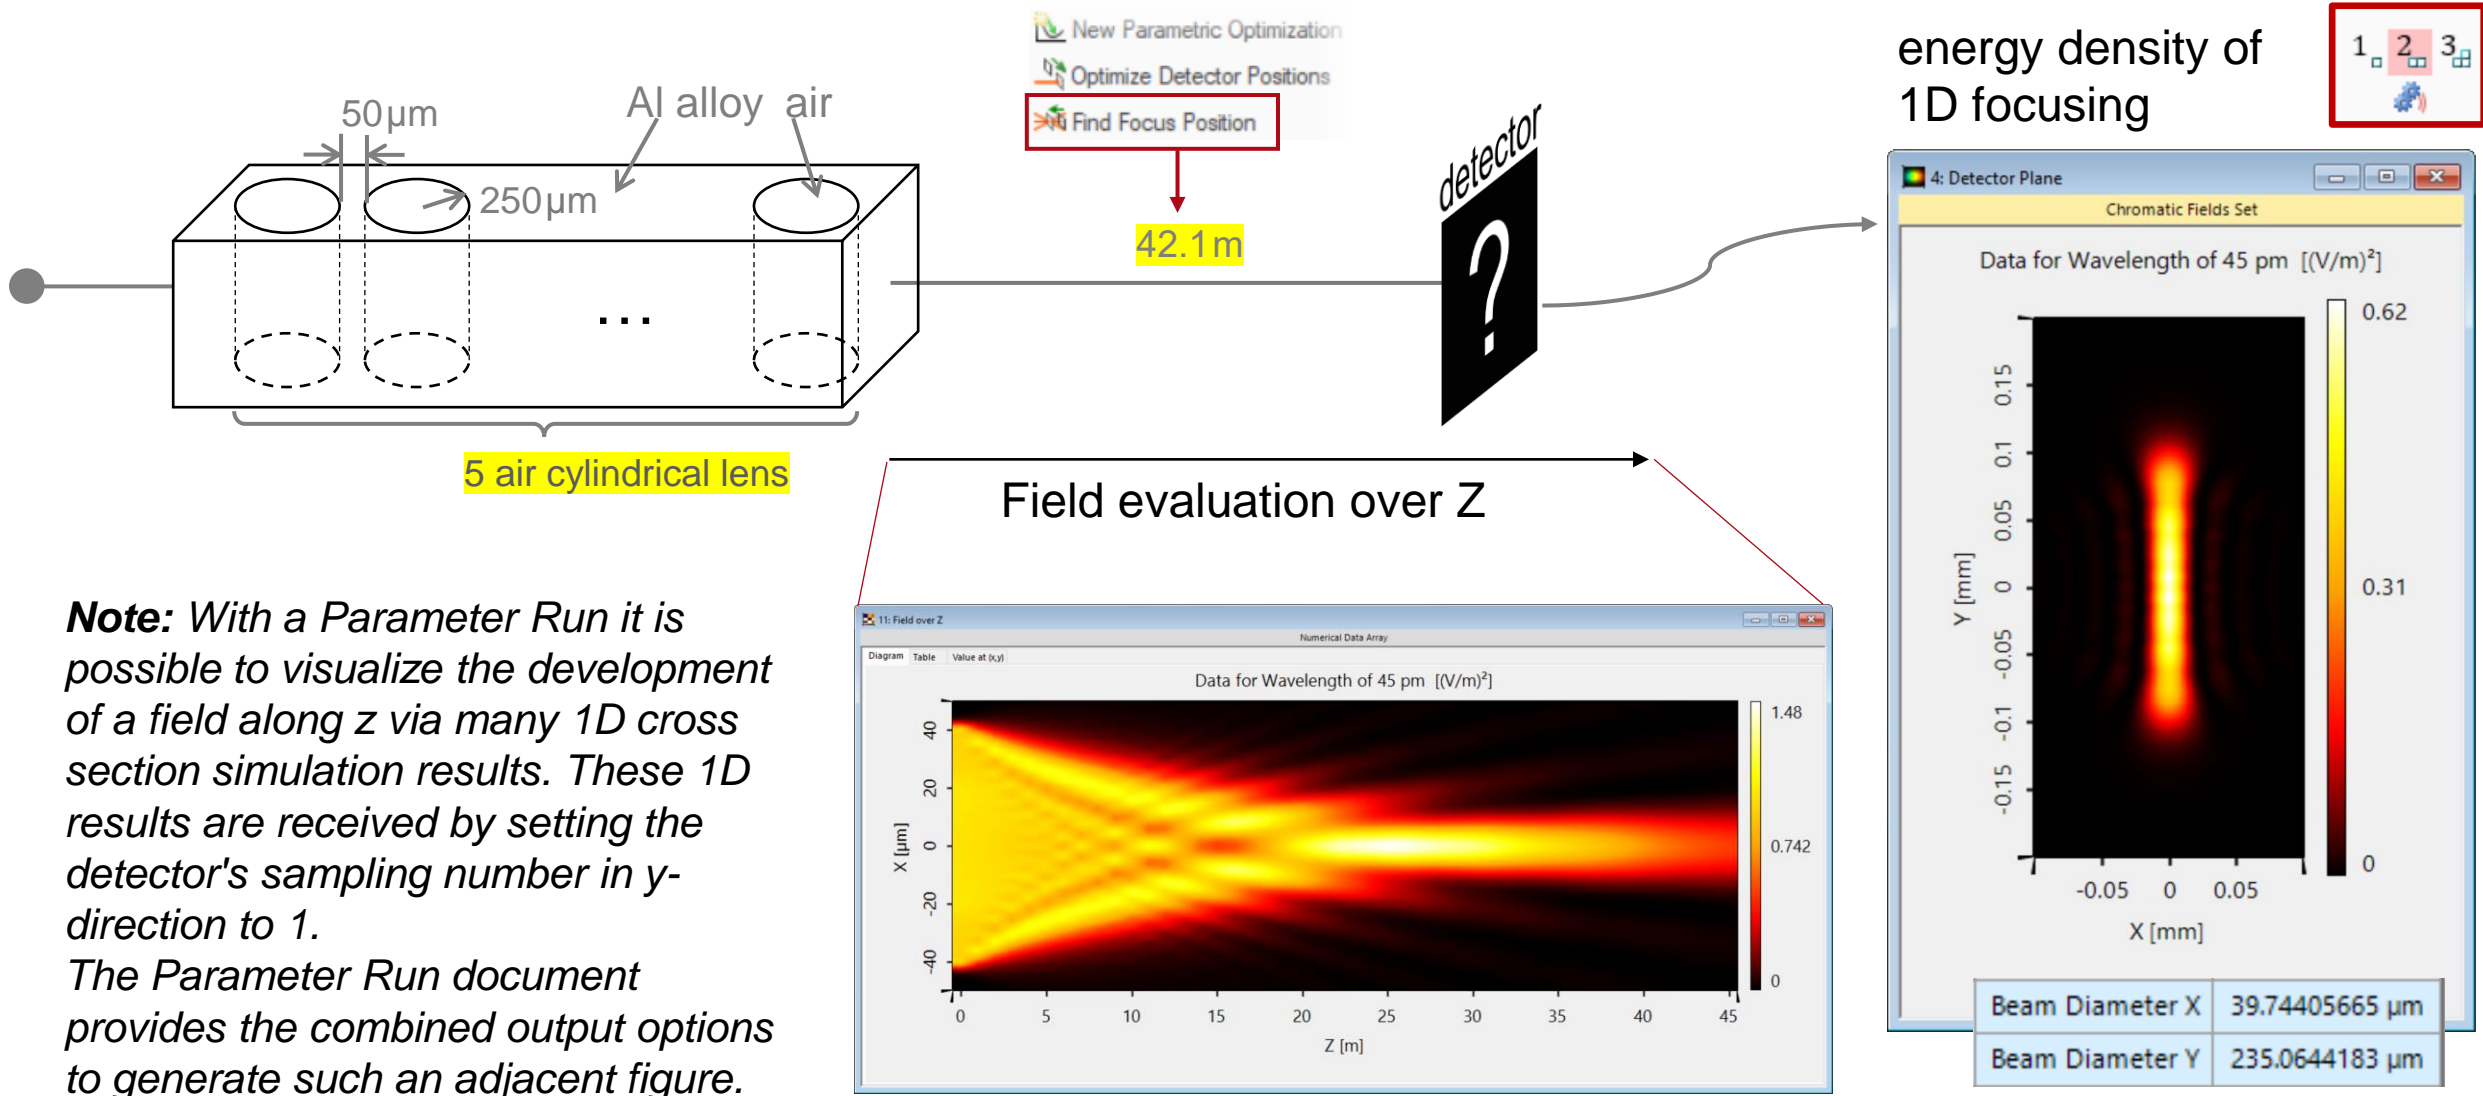 New Parametric Optimization
Optimize Detector Positions
Find Focus Position
energy density of
1D focusing
1 2 3
50 µm
Al alloy air
250 µm
detector
?
42.1 m
...
5 air cylindrical lens
Field evaluation over Z
Note: With a Parameter Run it is
possible to visualize the development
of a field along z via many 1D cross
section simulation results. These 1D
results are received by setting the
detector's sampling number in y-
direction to 1.
The Parameter Run document
provides the combined output options
to generate such an adjacent figure.
11: Field over Z
Numerical Data Array
Diagram Table Value at (x,y)
Data for Wavelength of 45 pm [(V/m)²]
40
20
0
-20
-40
X [µm]
0 5 10 15 20 25 30 35 40 45
Z [m]
1.48
0.742
0
4: Detector Plane
Chromatic Fields Set
Data for Wavelength of 45 pm [(V/m)²]
0.15
0.1
0.05
0
-0.05
-0.1
-0.15
Y [mm]
-0.05 0 0.05
X [mm]
0.62
0.31
0
Beam Diameter X 39.74405665 µm
Beam Diameter Y 235.0644183 µm